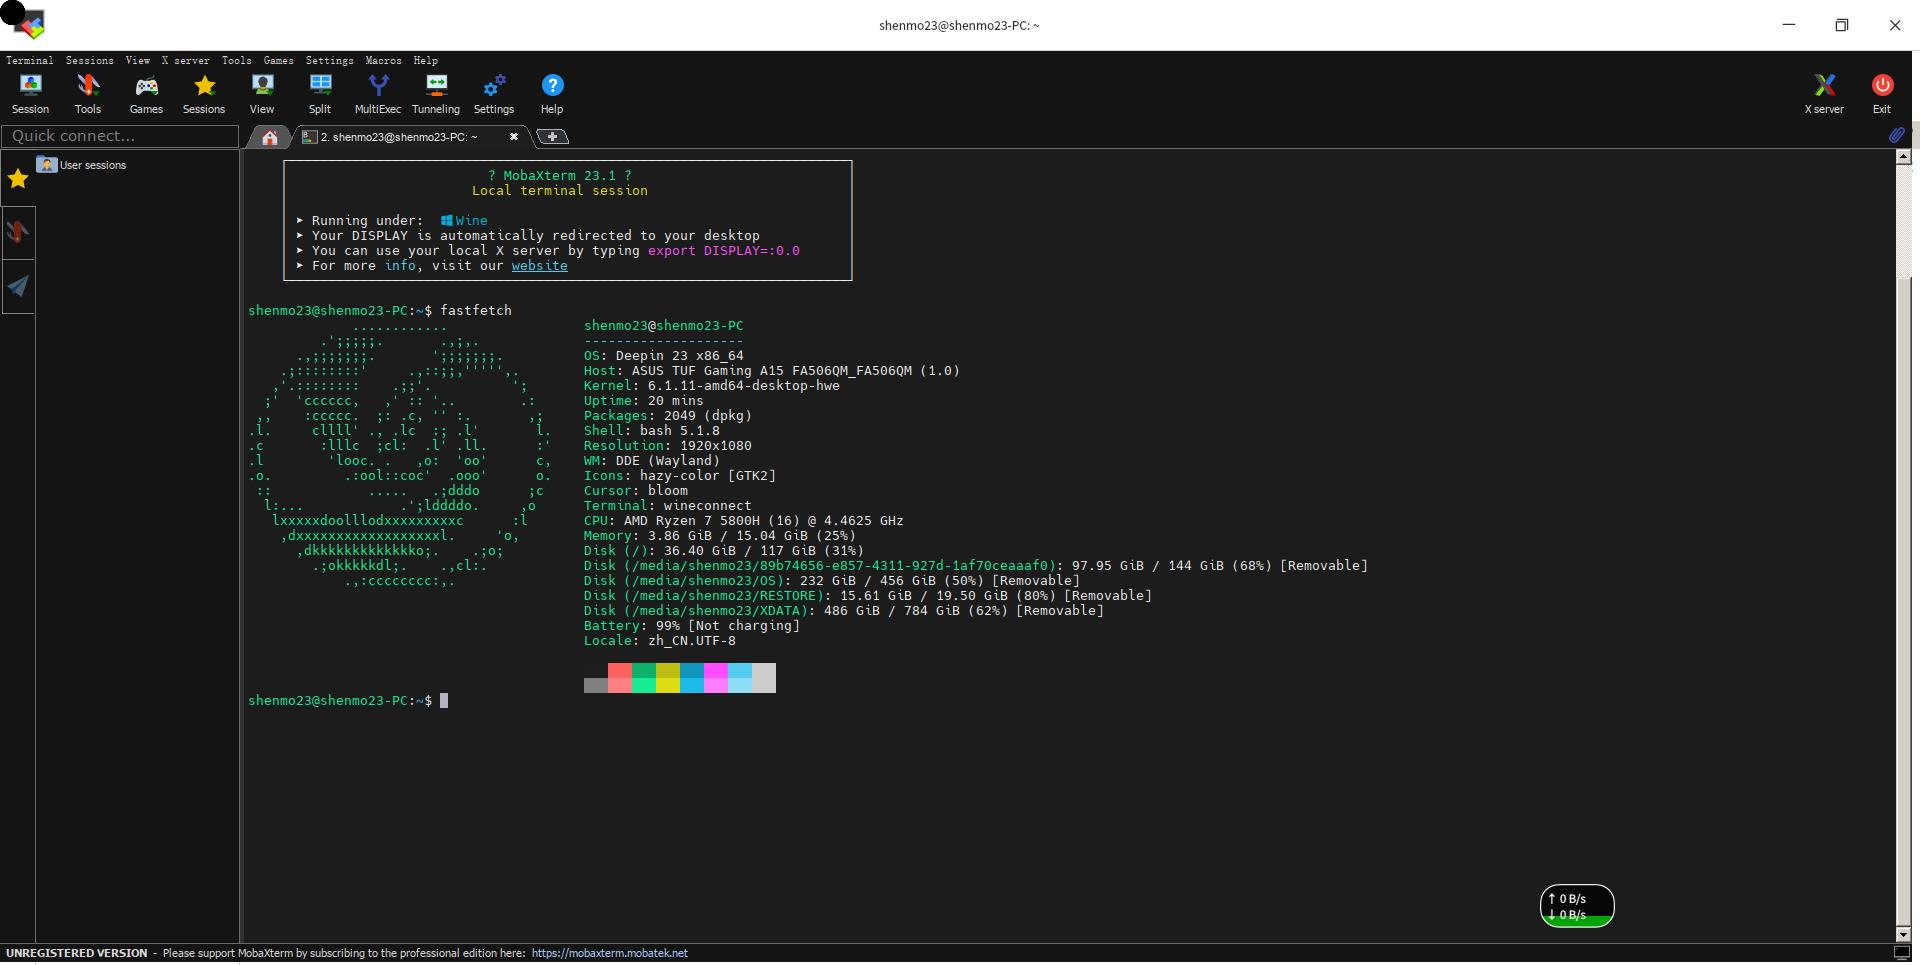 shenmo23@shenmo23-PC: ~
Terminal Sessions View X server Tools Games Settings Macros Help
Session Tools Games Sessions View Split MultiExec Tunneling Settings Help X server Exit
Quick connect...
2. shenmo23@shenmo23-PC: ~
User sessions
? MobaXterm 23.1 ?
Local terminal session
➤ Running under: Wine
➤ Your DISPLAY is automatically redirected to your desktop
➤ You can use your local X server by typing export DISPLAY=:0.0
➤ For more info, visit our website
shenmo23@shenmo23-PC:~$ fastfetch
shenmo23@shenmo23-PC
--------------------
OS: Deepin 23 x86_64
Host: ASUS TUF Gaming A15 FA506QM_FA506QM (1.0)
Kernel: 6.1.11-amd64-desktop-hwe
Uptime: 20 mins
Packages: 2049 (dpkg)
Shell: bash 5.1.8
Resolution: 1920x1080
WM: DDE (Wayland)
Icons: hazy-color [GTK2]
Cursor: bloom
Terminal: wineconnect
CPU: AMD Ryzen 7 5800H (16) @ 4.4625 GHz
Memory: 3.86 GiB / 15.04 GiB (25%)
Disk (/): 36.40 GiB / 117 GiB (31%)
Disk (/media/shenmo23/89b74656-e857-4311-927d-1af70ceaaaf0): 97.95 GiB / 144 GiB (68%) [Removable]
Disk (/media/shenmo23/OS): 232 GiB / 456 GiB (50%) [Removable]
Disk (/media/shenmo23/RESTORE): 15.61 GiB / 19.50 GiB (80%) [Removable]
Disk (/media/shenmo23/XDATA): 486 GiB / 784 GiB (62%) [Removable]
Battery: 99% [Not charging]
Locale: zh_CN.UTF-8
shenmo23@shenmo23-PC:~$
↑ 0 B/s
↓ 0 B/s
UNREGISTERED VERSION - Please support MobaXterm by subscribing to the professional edition here: https://mobaxterm.mobatek.net